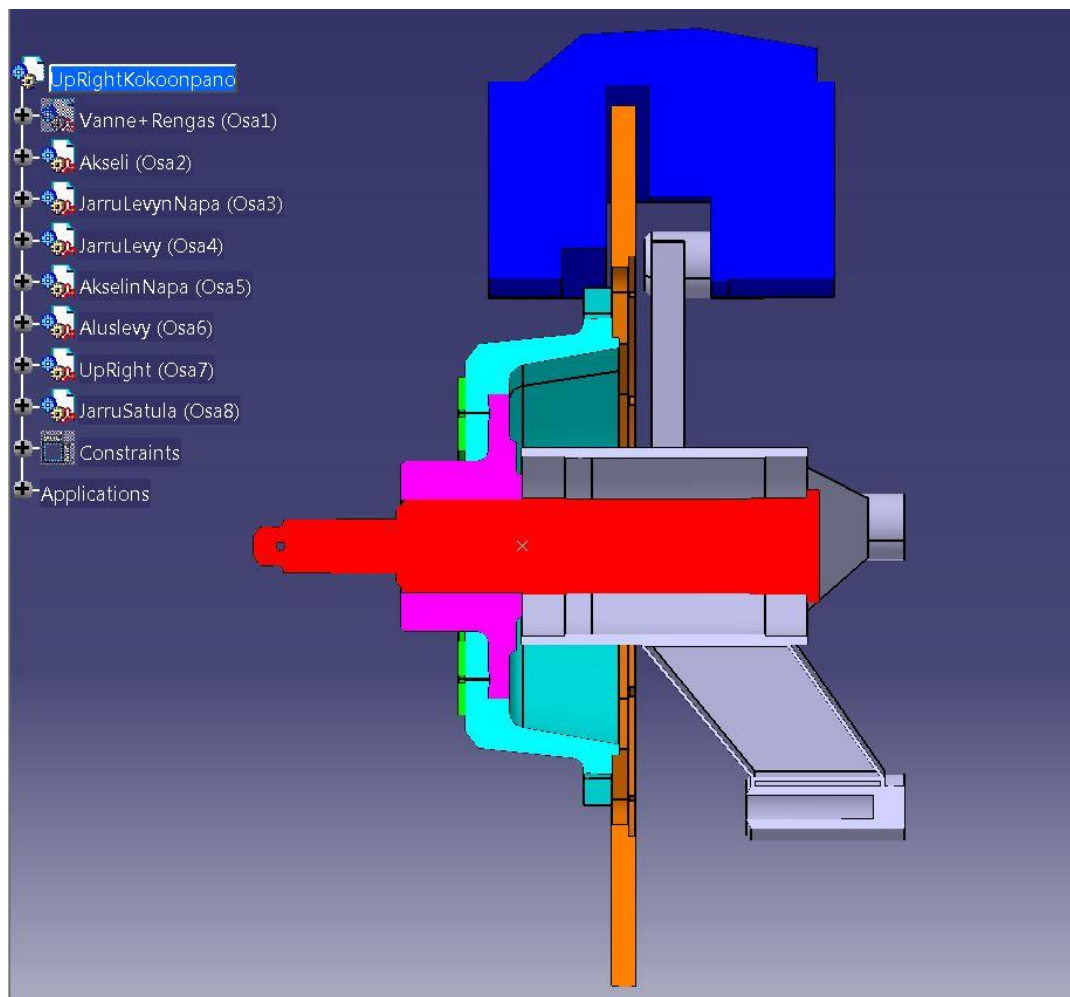 UpRightKokoonpano
Vanne+Rengas (Osa1)
Akseli (Osa2)
JarruLevynNapa (Osa3)
JarruLevy (Osa4)
AkselinNapa (Osa5)
Aluslevy (Osa6)
UpRight (Osa7)
JarruSatula (Osa8)
Constraints
Applications